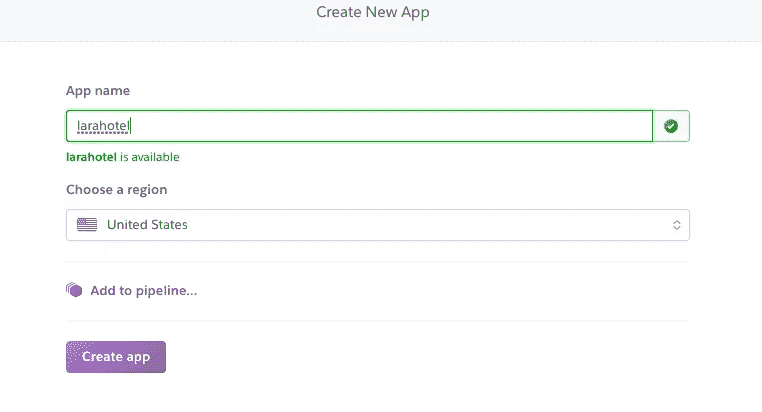 Create New App
App name
larahotel
larahotel is available
Choose a region
United States
Add to pipeline...
Create app